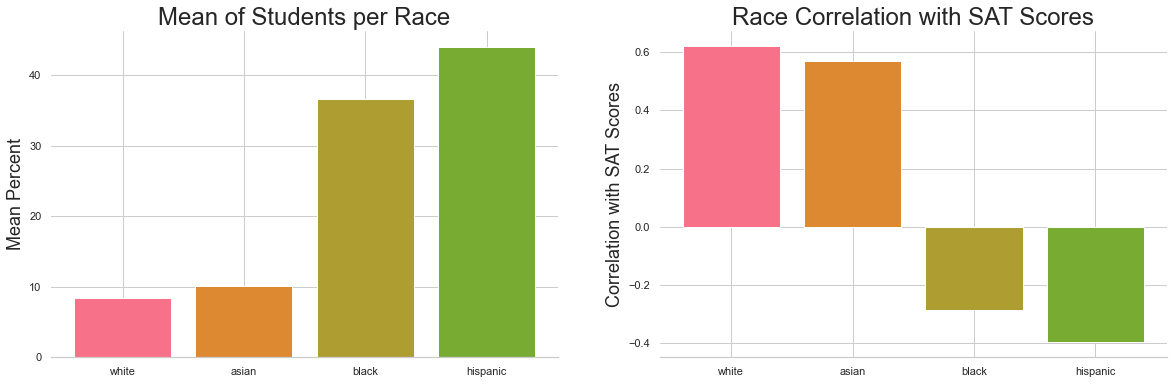 Mean of Students per Race
Mean Percent
40
30
20
10
0
white asian black hispanic
Race Correlation with SAT Scores
Correlation with SAT Scores
0.6
0.4
0.2
0.0
−0.2
−0.4
white asian black hispanic